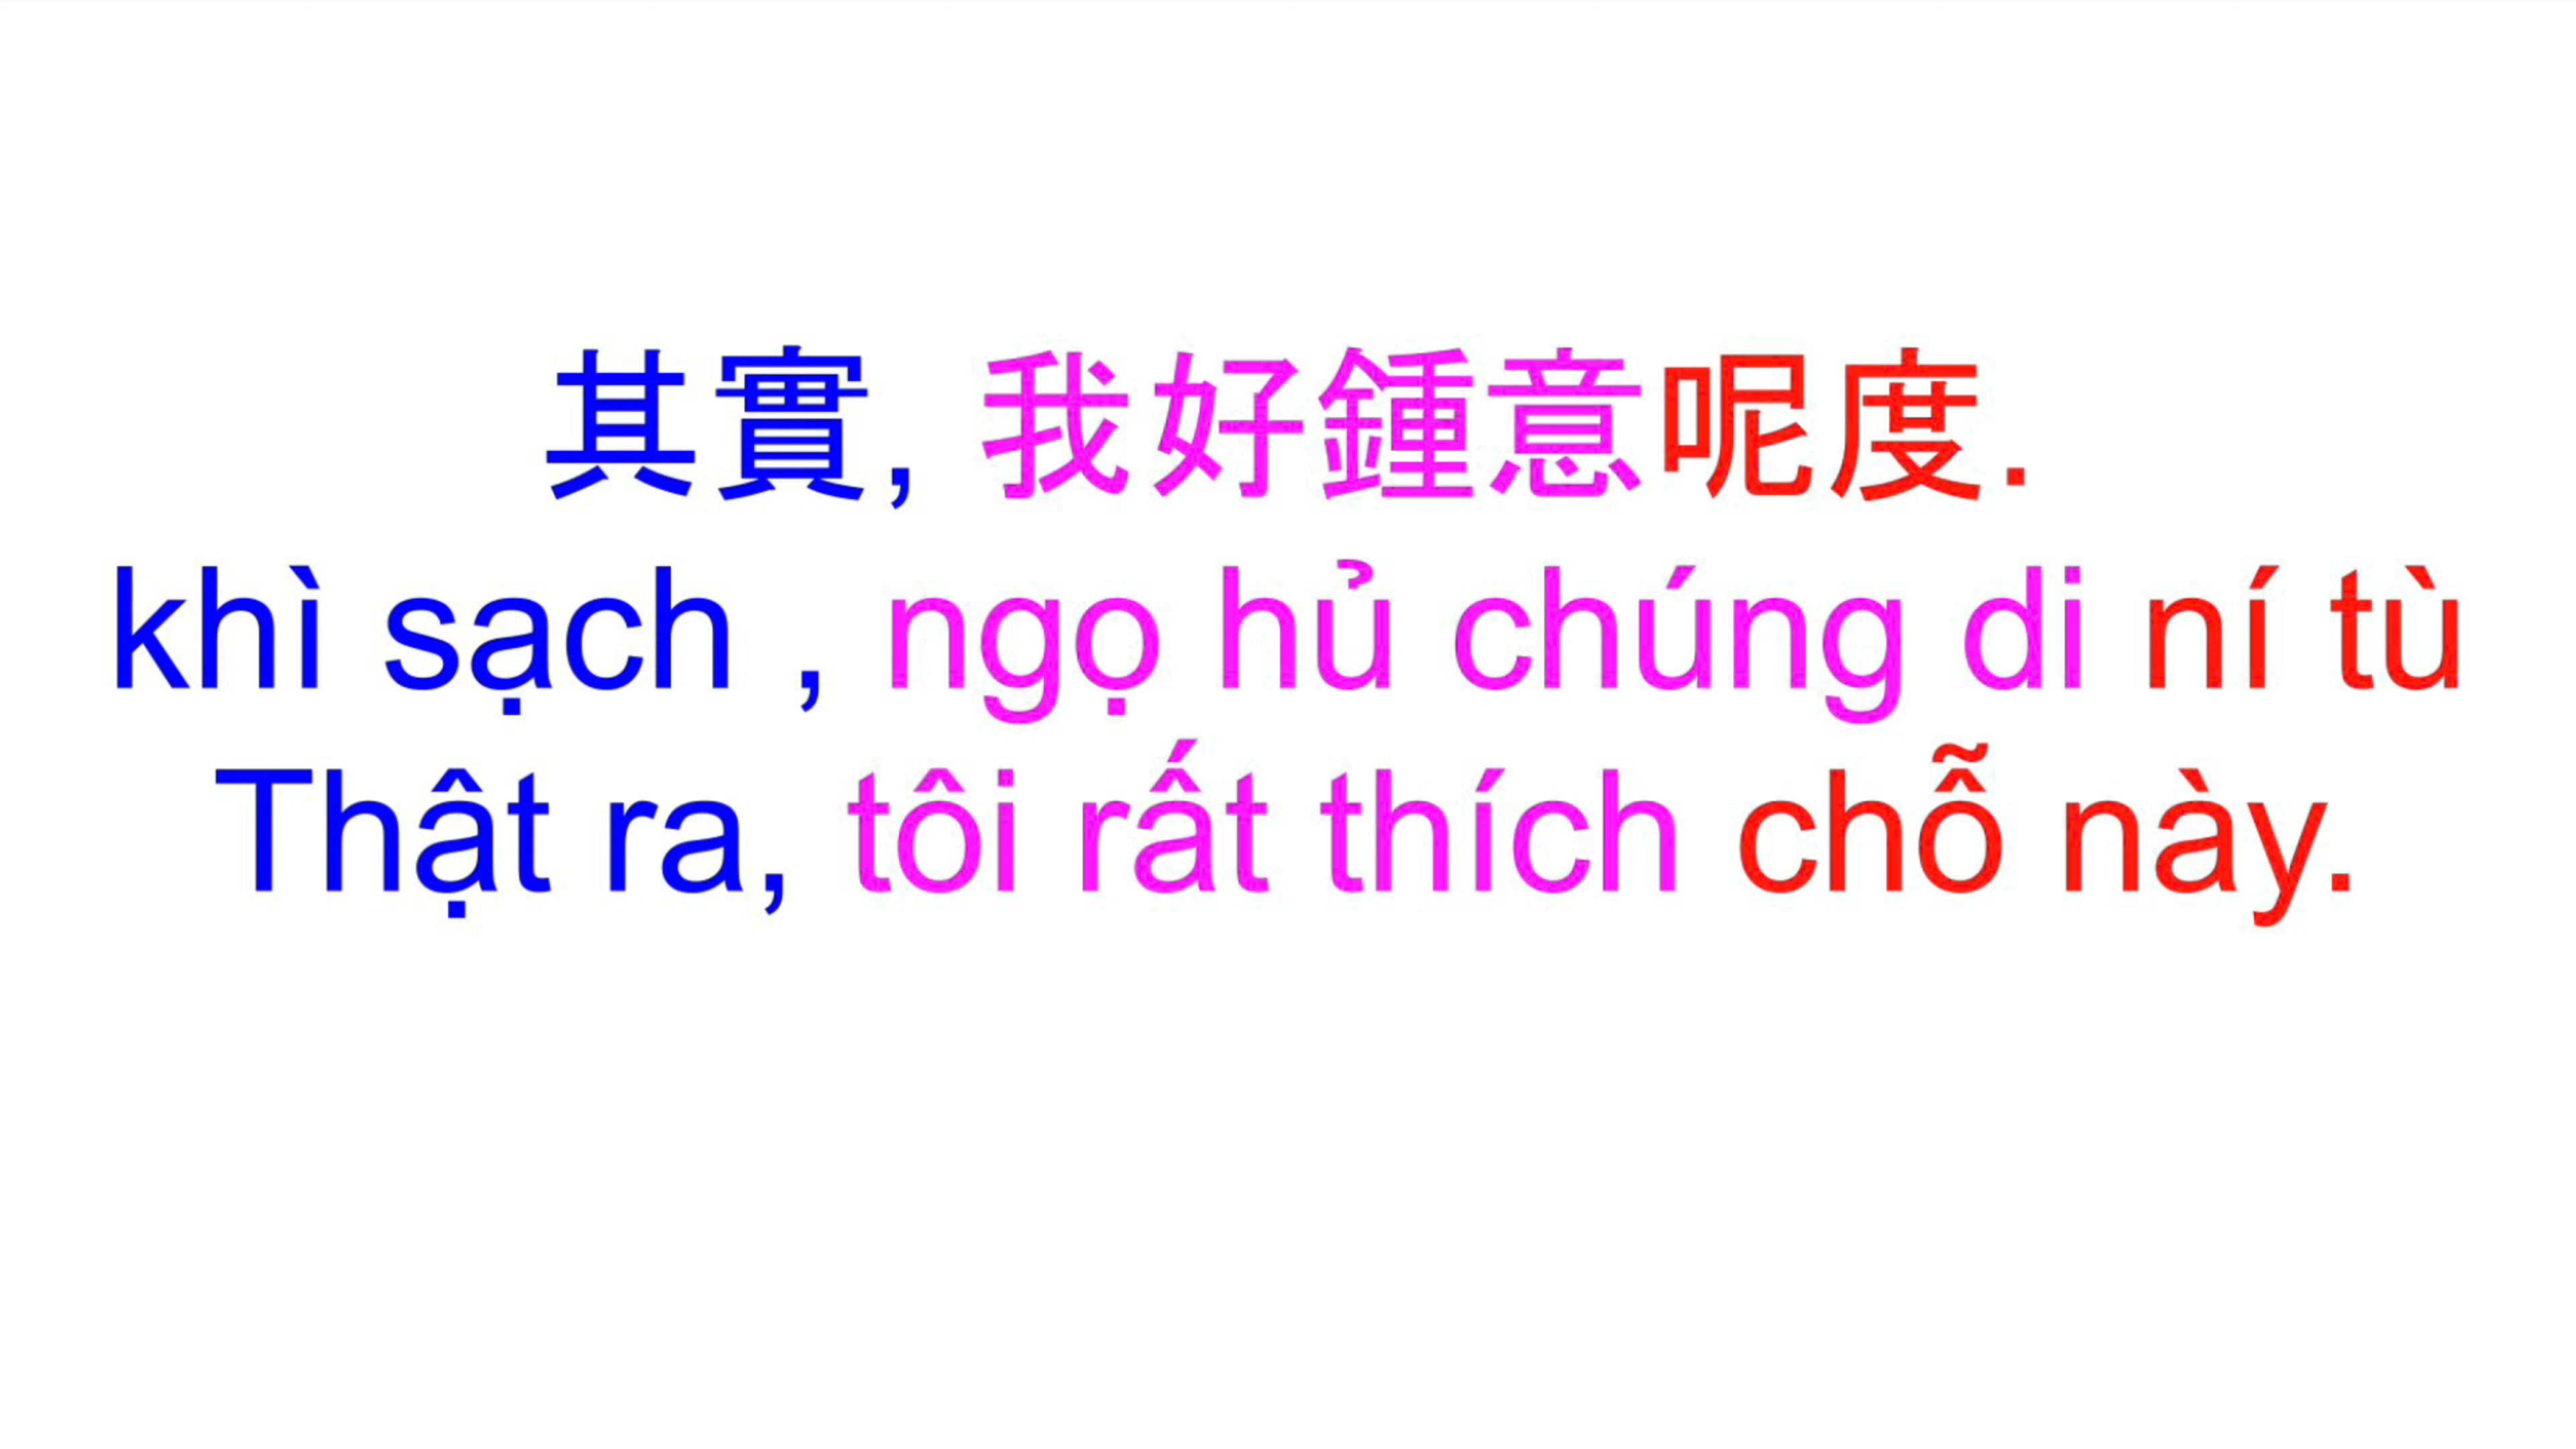 其實, 我好鍾意呢度.
khì sạch , ngọ hủ chúng di ní tù
Thật ra, tôi rất thích chỗ này.